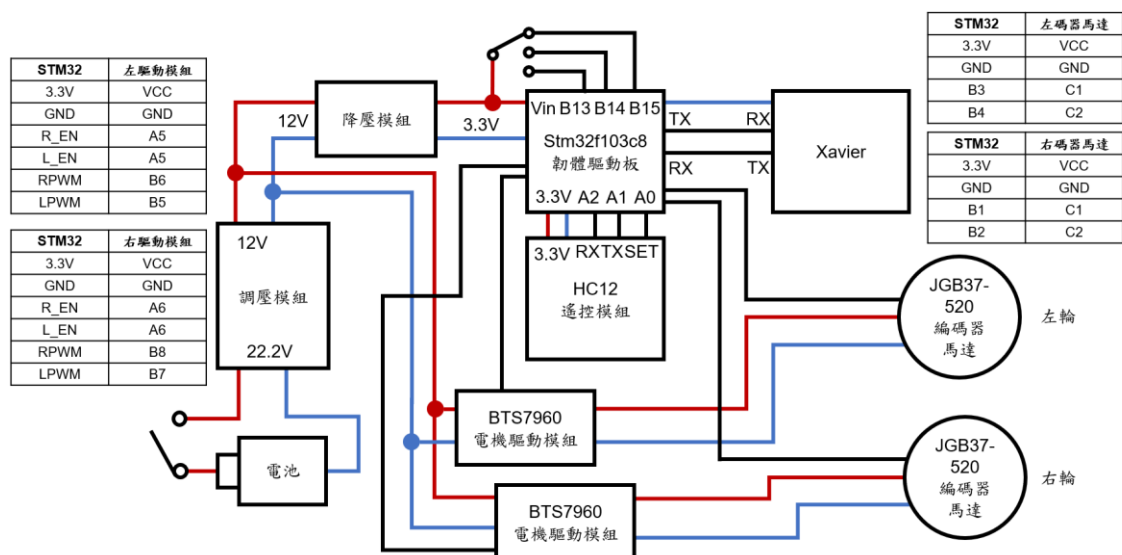 STM32 左驅動模組
3.3V VCC
GND GND
R_EN A5
L_EN A5
RPWM B6
LPWM B5
STM32 右驅動模組
3.3V VCC
GND GND
R_EN A6
L_EN A6
RPWM B8
LPWM B7
12V
降壓模組
3.3V
12V
調壓模組
22.2V
電池
Vin B13 B14 B15
Stm32f103c8
韌體驅動板
3.3V A2 A1 A0
TX RX
RX TX
Xavier
3.3V RX TX SET
HC12
遙控模組
BTS7960
電機驅動模組
BTS7960
電機驅動模組
STM32 左碼器馬達
3.3V VCC
GND GND
B3 C1
B4 C2
STM32 右碼器馬達
3.3V VCC
GND GND
B1 C1
B2 C2
JGB37-
520
編碼器
馬達
左輪
JGB37-
520
編碼器
馬達
右輪